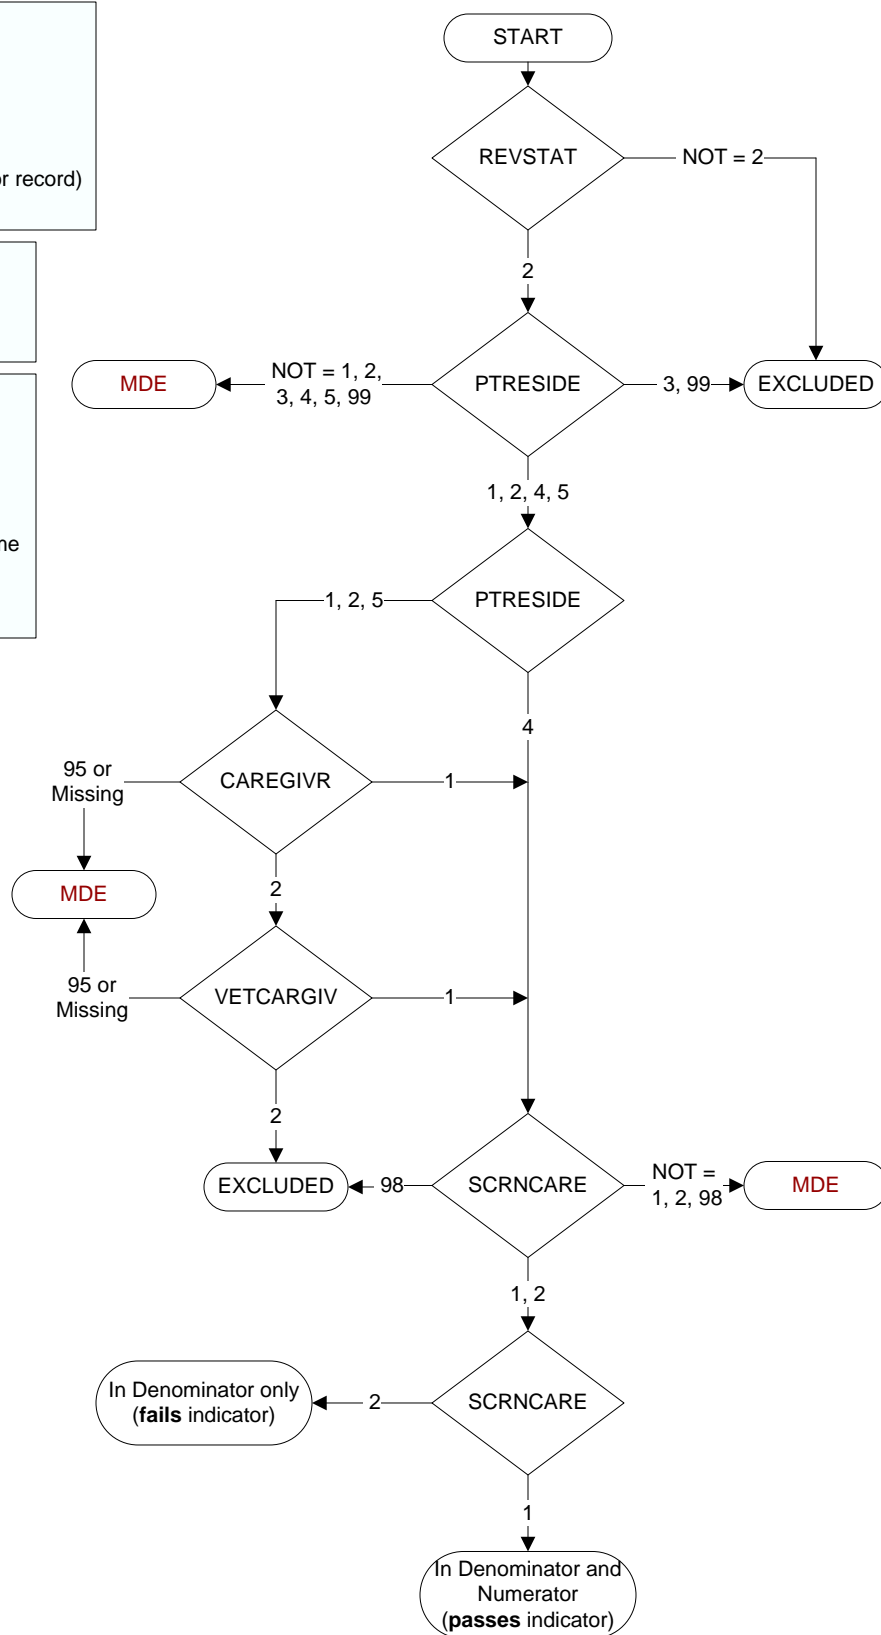 START
REVSTAT
NOT = 2
record)
2
MDE
NOT = 1, 2,
3, 4, 5, 99
PTRESIDE
3, 99
EXCLUDED
1, 2, 4, 5
PTRESIDE
1, 2, 5
4
95 or
Missing
CAREGIVR
1
MDE
2
95 or
Missing
VETCARGIV
1
2
EXCLUDED
98
SCRNCARE
NOT =
1, 2, 98
MDE
1, 2
In Denominator only
(fails indicator)
2
SCRNCARE
1
In Denominator and
Numerator
(passes indicator)